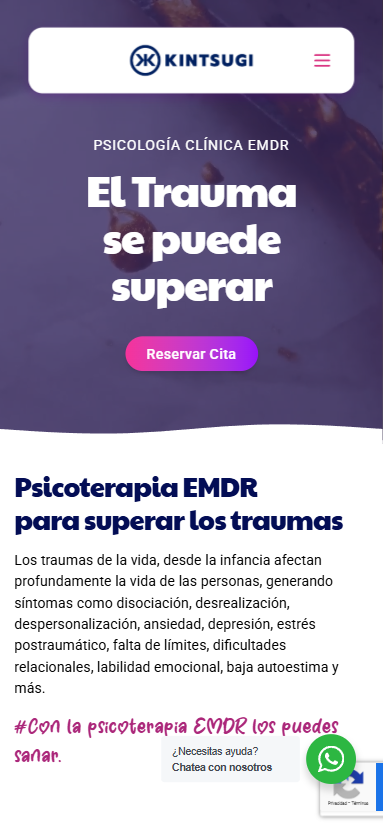 KINTSUGI
PSICOLOGÍA CLÍNICA EMDR
El Trauma
se puede
superar
Reservar Cita
Psicoterapia EMDR
para superar los traumas
Los traumas de la vida, desde la infancia afectan
profundamente la vida de las personas, generando
síntomas como disociación, desrealización,
despersonalización, ansiedad, depresión, estrés
postraumático, falta de límites, dificultades
relacionales, labilidad emocional, baja autoestima y
más.
#Con la psicoterapia EMDR los puedes
sanar.
¿Necesitas ayuda?
Chatea con nosotros
Privacidad - Términos